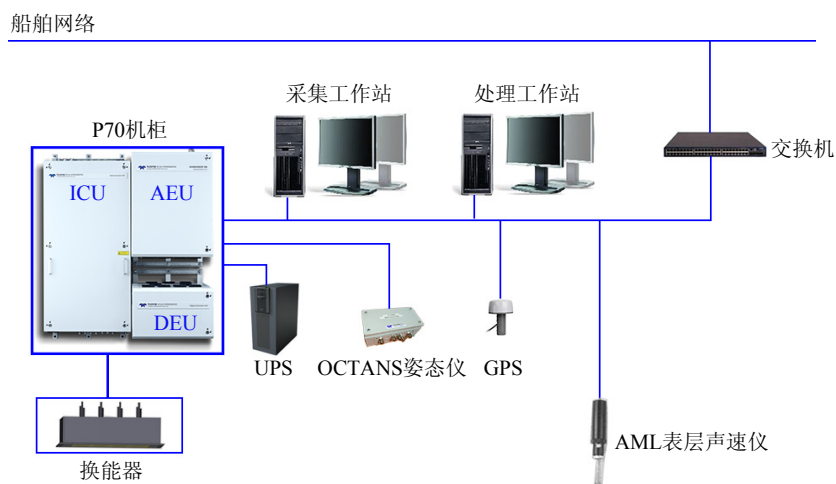 船舶网络
采集工作站
处理工作站
P70机柜
交换机
ICU
AEU
DEU
UPS
OCTANS姿态仪
GPS
AML表层声速仪
换能器